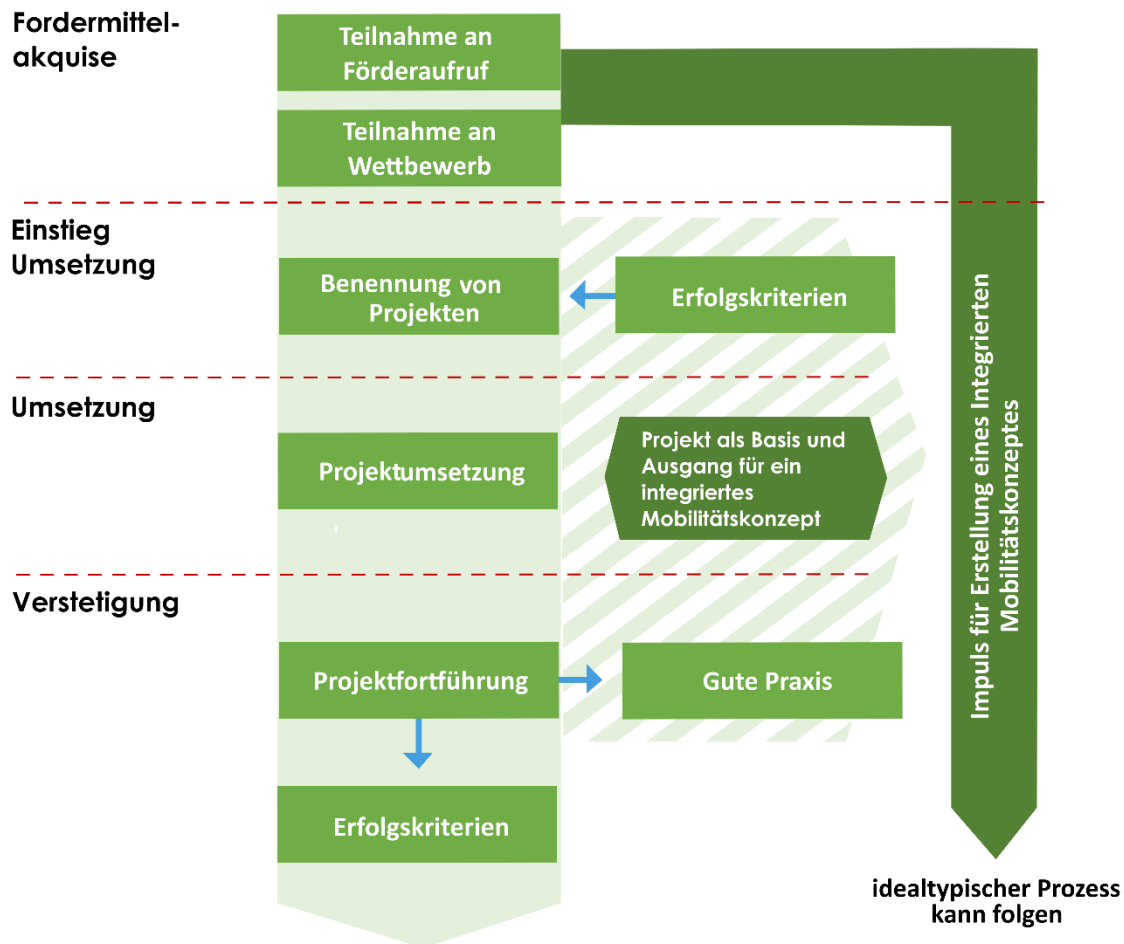 Fordermittel-
akquise
Teilnahme an
Förderaufruf
Teilnahme an
Wettbewerb
Einstieg
Umsetzung
Benennung von
Projekten
Erfolgskriterien
Umsetzung
Projektumsetzung
Projekt als Basis und
Ausgang für ein
integriertes
Mobilitätskonzept
Verstetigung
Projektfortführung
Gute Praxis
Erfolgskriterien
Impuls für Erstellung eines Integrierten
Mobilitätskonzeptes
idealtypischer Prozess
kann folgen